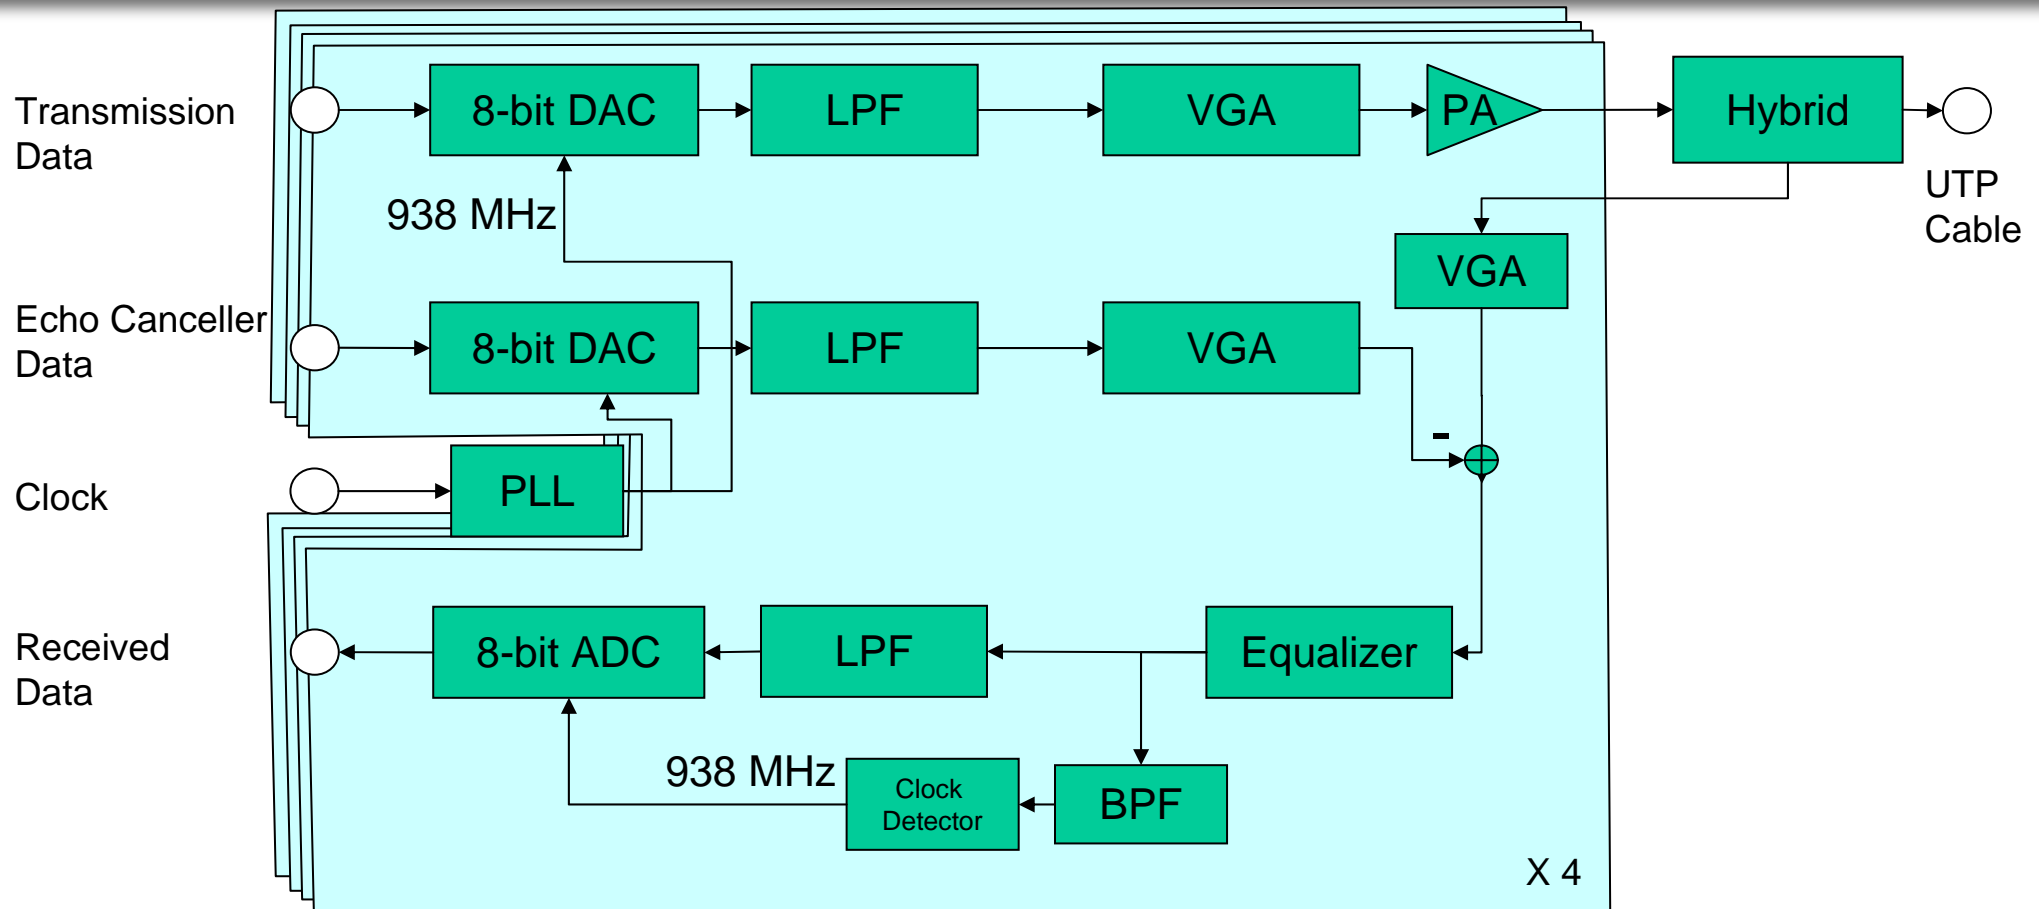 Transmission
Data
8-bit DAC
LPF
VGA
PA
Hybrid
UTP
Cable
938 MHz
VGA
Echo Canceller
Data
8-bit DAC
LPF
VGA
-
Clock
PLL
Received
Data
8-bit ADC
LPF
Equalizer
938 MHz
Clock
Detector
BPF
X 4